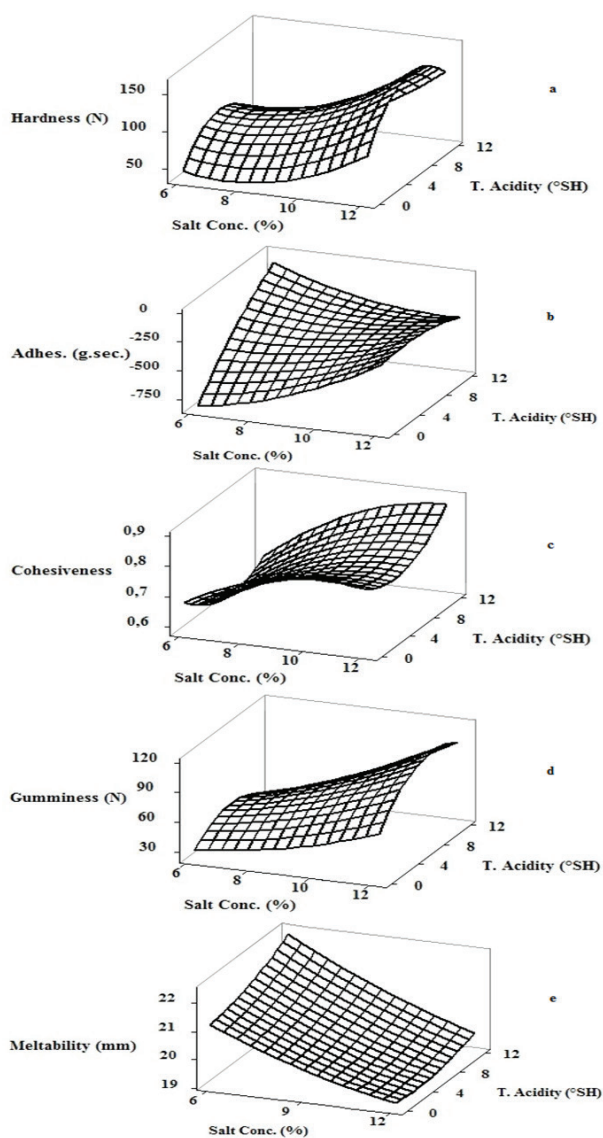 150
a
Hardness (N)
100
12
50
8
T. Acidity (°SH)
6
4
8
0
10
Salt Conc. (%)
12
0
b
-250
Adhes. (g.sec.)
-500
12
-750
8
6
4
T. Acidity (°SH)
8
0
10
Salt Conc. (%)
12
0,9
0,8
c
Cohesiveness
0,7
12
0,6
8
6
4
T. Acidity (°SH)
8
0
10
Salt Conc. (%)
12
120
d
Gumminess (N)
90
60
12
30
8
6
4
T. Acidity (°SH)
8
0
10
Salt Conc. (%)
12
22
e
21
Meltability (mm)
20
12
19
8
6
4
T. Acidity (°SH)
9
0
Salt Conc. (%)
12